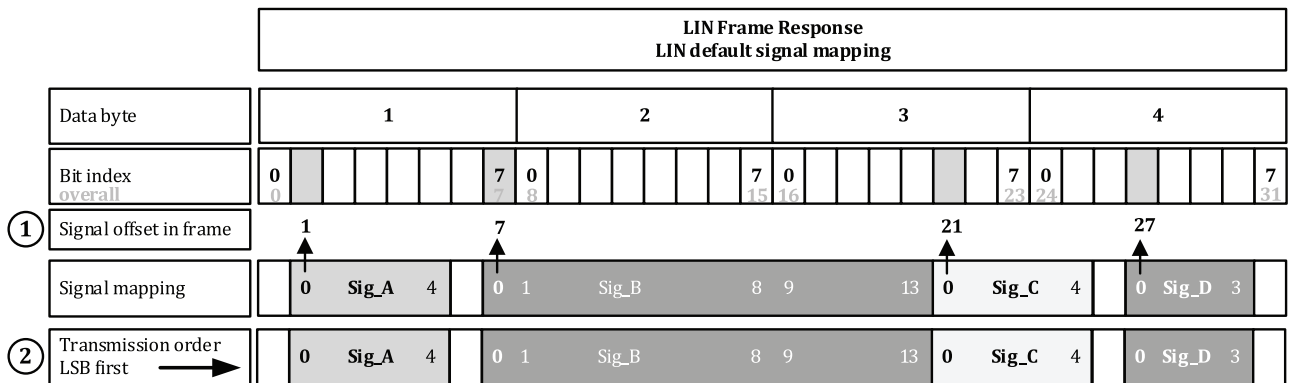 LIN Frame Response
LIN default signal mapping
Data byte 1 2 3 4
Bit index 0 7 0 7 0 7 0 7
overall 0 7 8 15 16 23 24 31
1 Signal offset in frame 1 7 21 27
Signal mapping 0 Sig_A 4 0 1 Sig_B 8 9 13 0 Sig_C 4 0 Sig_D 3
2 Transmission order
LSB first 0 Sig_A 4 0 1 Sig_B 8 9 13 0 Sig_C 4 0 Sig_D 3